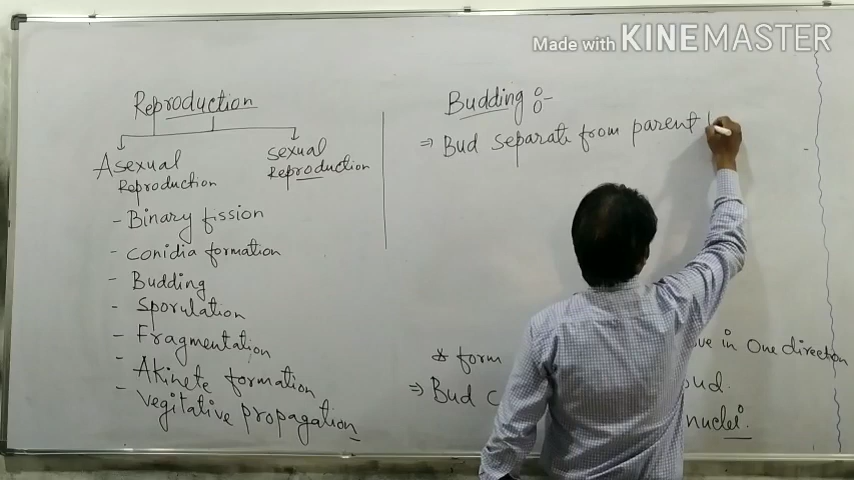 Made with KINEMASTER
Reproduction
Asexual
Reproduction
sexual
Reproduction
- Binary fission
- conidia formation
- Budding
- Sporulation
- Fragmentation
- Akinete formation
- Vegitative propagation
Budding :-
⇒ Bud separate from parent
* form ve in one direction
⇒ Bud c bud.
nuclei.